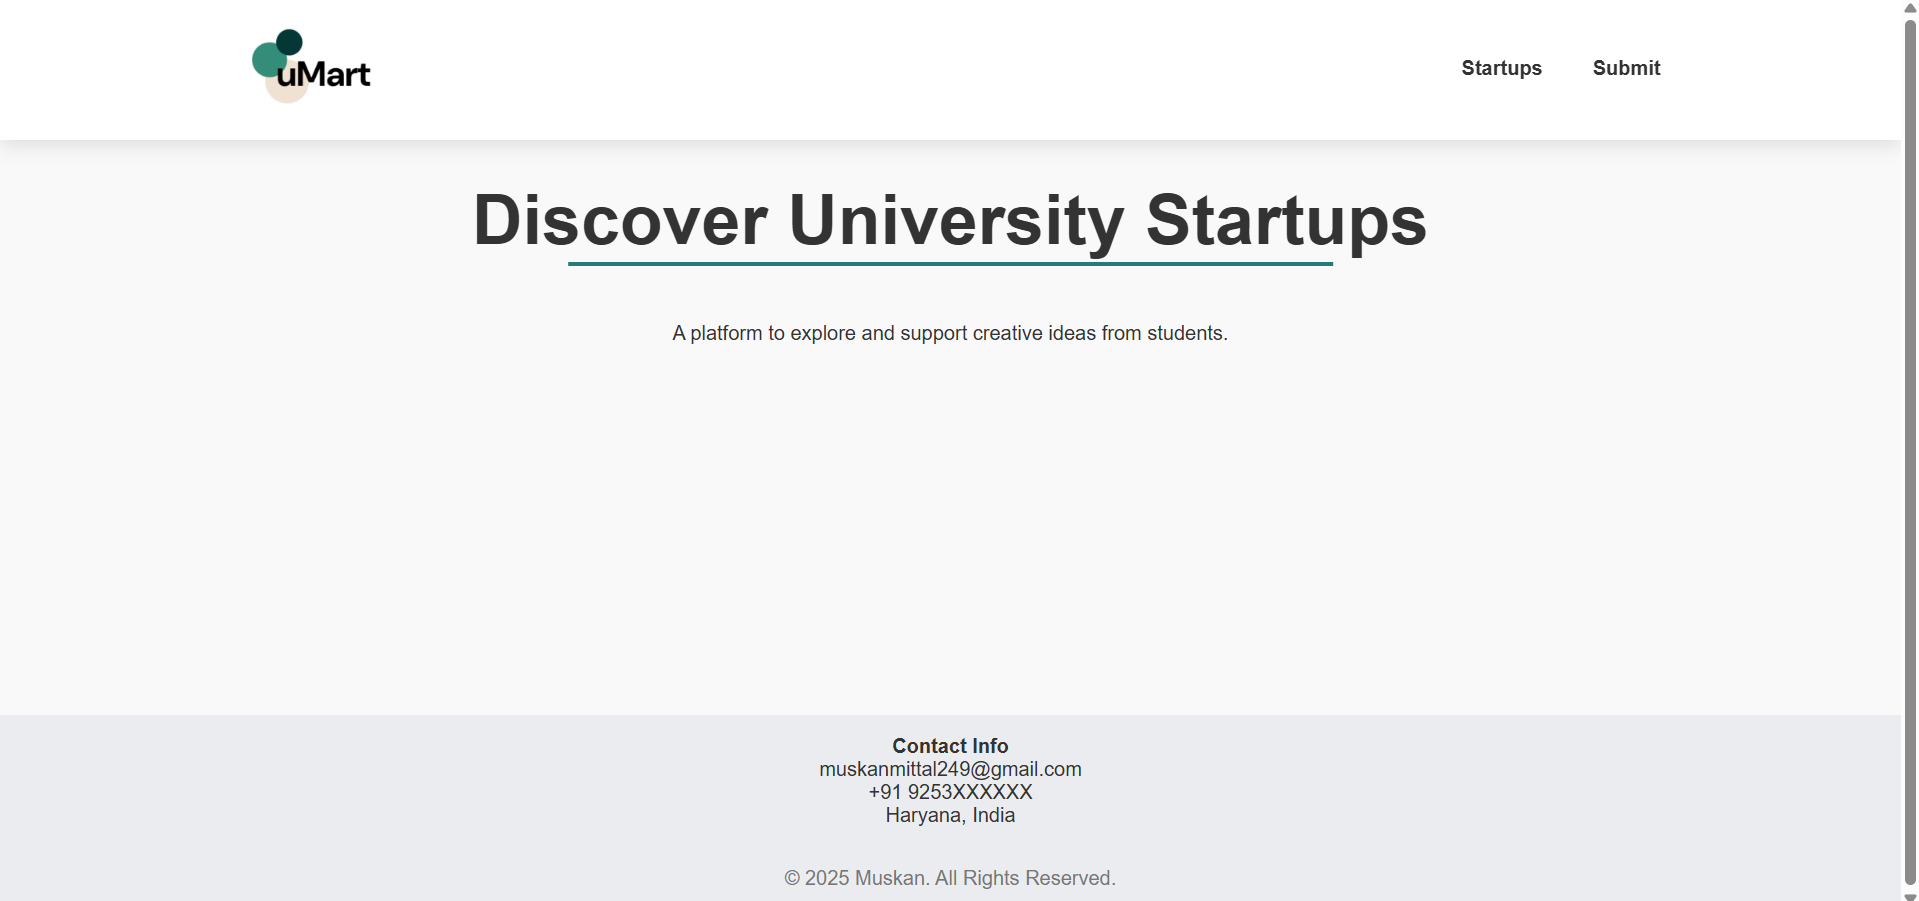 uMart
Startups
Submit
Discover University Startups
A platform to explore and support creative ideas from students.
Contact Info
muskanmittal249@gmail.com
+91 9253XXXXXX
Haryana, India
© 2025 Muskan. All Rights Reserved.